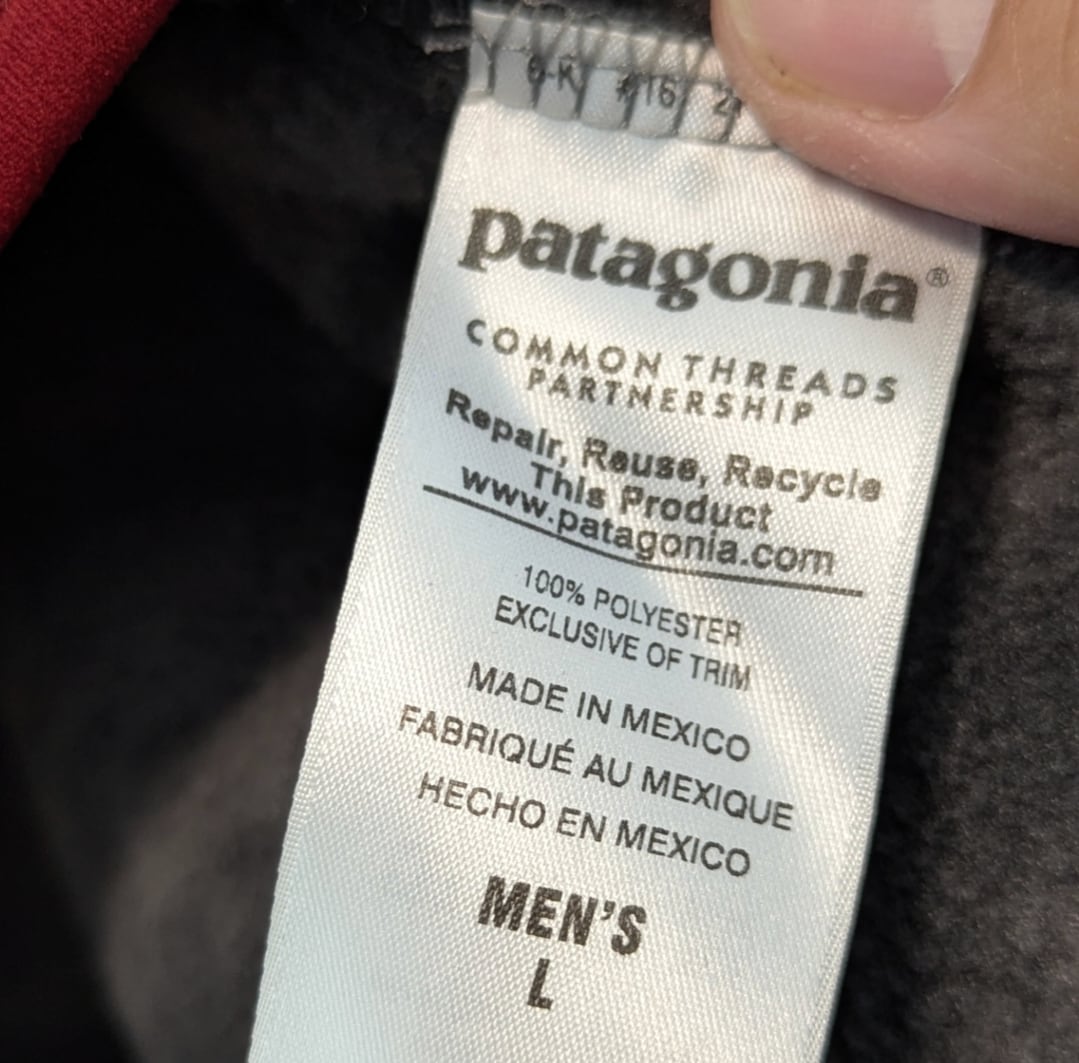 patagonia®
COMMON THREADS
PARTNERSHIP
Repair, Reuse, Recycle
This Product
www.patagonia.com
100% POLYESTER
EXCLUSIVE OF TRIM
MADE IN MEXICO
FABRIQUÉ AU MEXIQUE
HECHO EN MEXICO
MEN'S
L